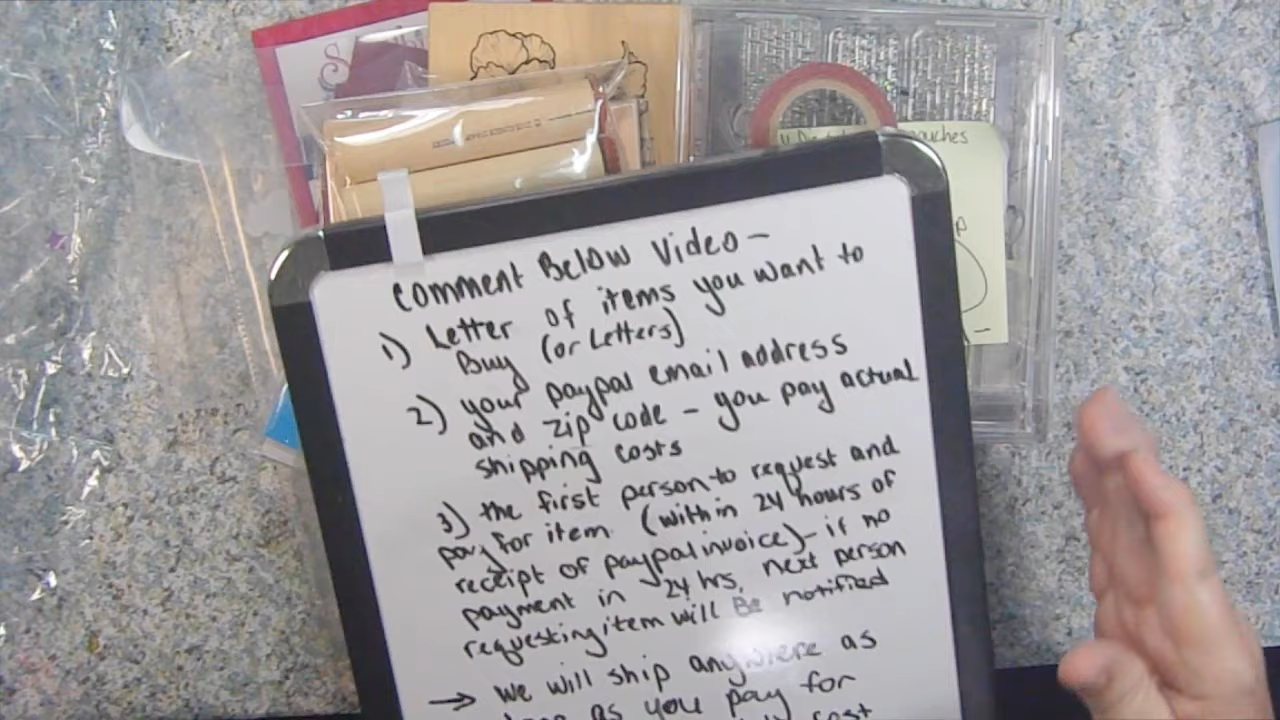 Comment Below Video –
1) Letter of items you want to
Buy (or Letters)
2) your paypal email address
and zip code – you pay actual
shipping costs
3) the first person to request and
pay for item. (within 24 hours of
receipt of paypal invoice) – if no
payment in 24 hrs, next person
requesting item will Be notified
→ We will ship anywhere as
as you pay for
cost